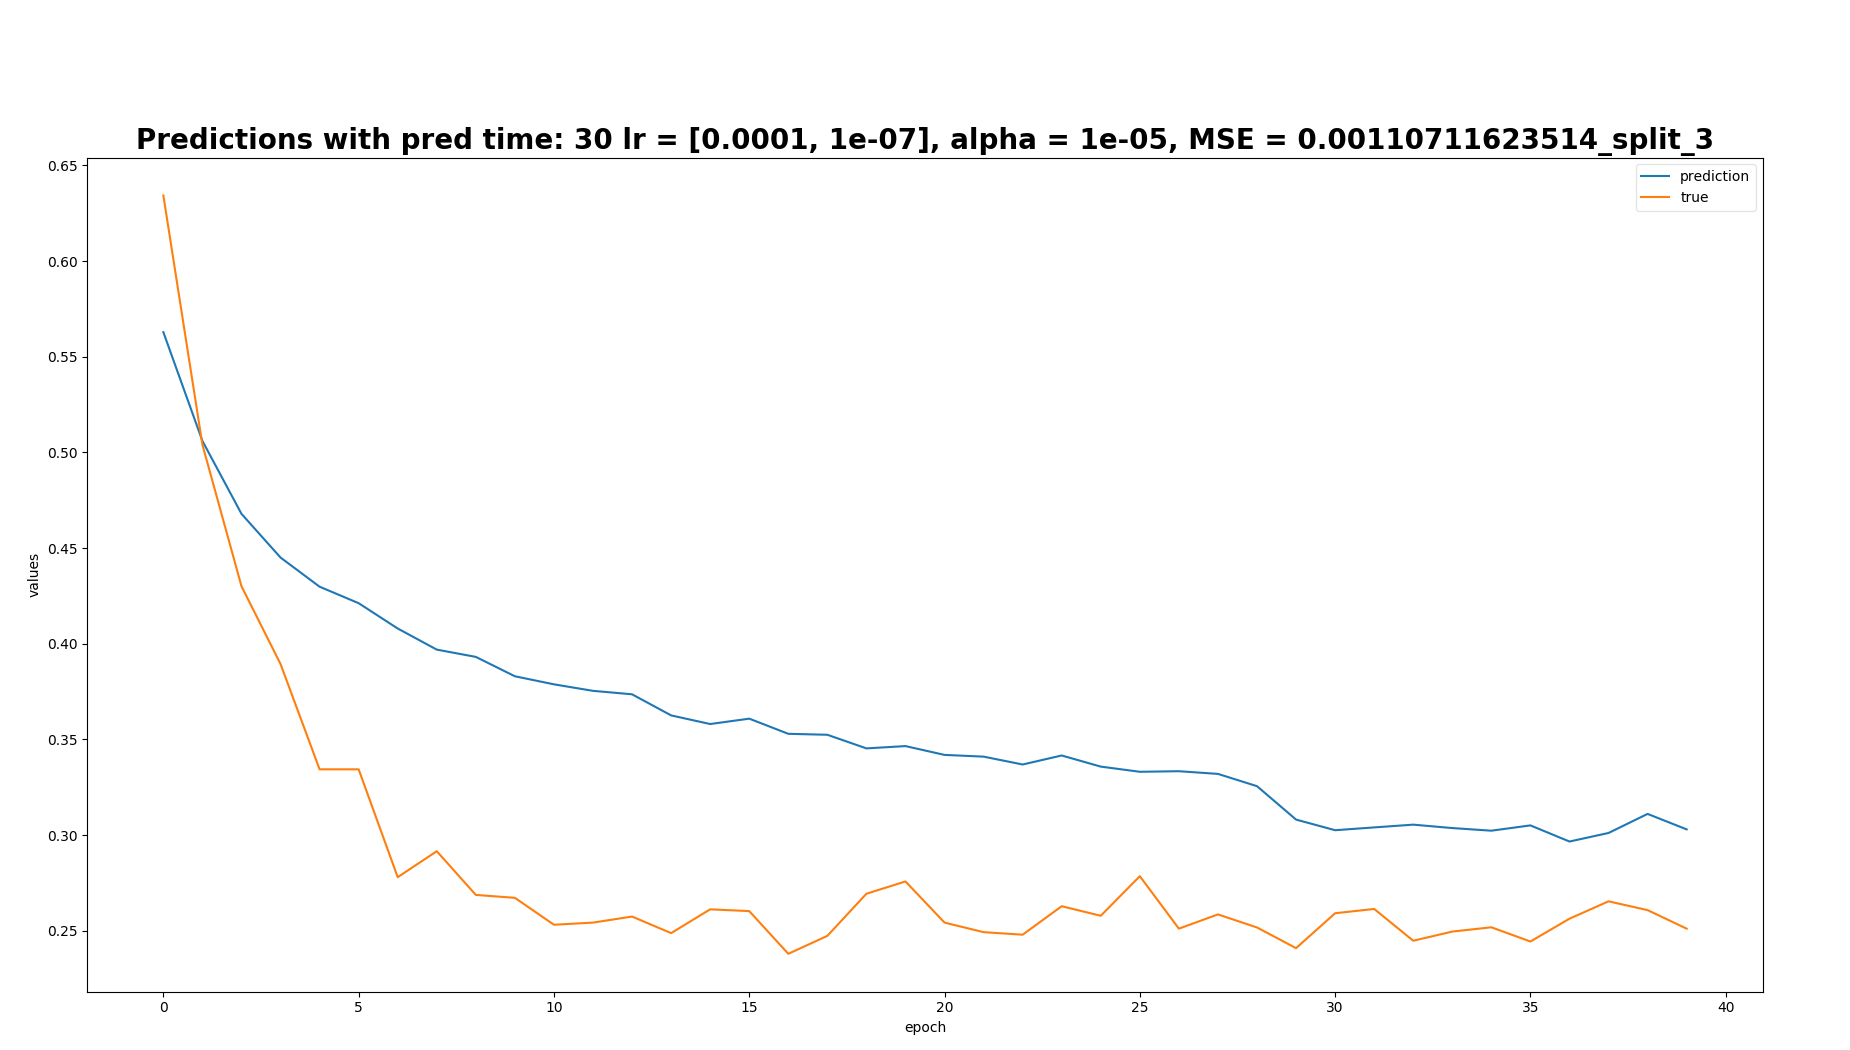 Predictions with pred time: 30 lr = [0.0001, 1e-07], alpha = 1e-05, MSE = 0.00110711623514_split_3
prediction
true
0.65
0.60
0.55
0.50
0.45
0.40
0.35
0.30
0.25
values
0 5 10 15 20 25 30 35 40
epoch